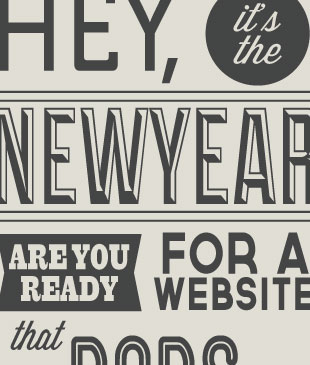 HEY,
it's
the
NEWYEAR
ARE YOU
READY
FOR A
WEBSITE
that